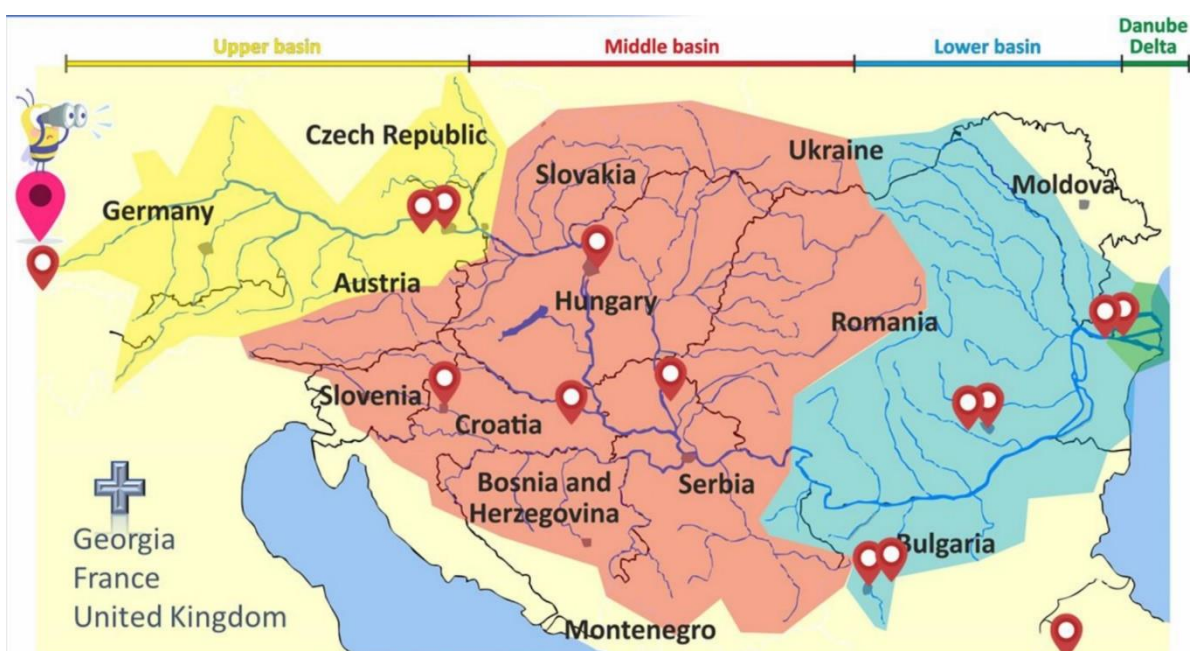 Upper basin
Middle basin
Lower basin
Danube
Delta
Czech Republic
Ukraine
Slovakia
Moldova
Germany
Austria
Hungary
Romania
Slovenia
Croatia
Bosnia and
Herzegovina
Serbia
Bulgaria
Montenegro
Georgia
France
United Kingdom